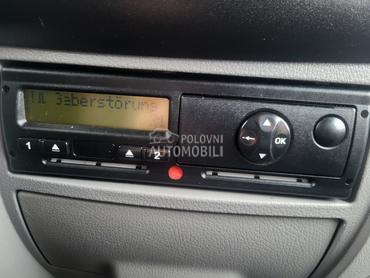 Geberstörung
POLOVNI
AUTOMOBILI
1
2
OK